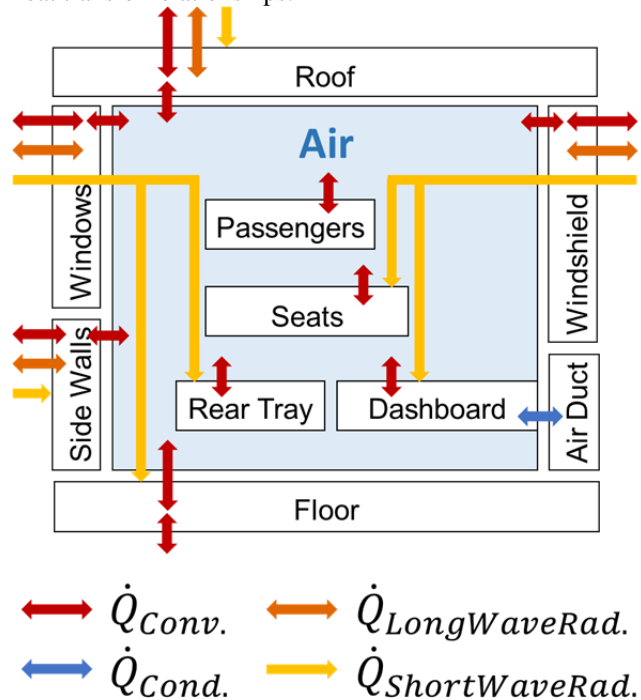 Roof
Air
Windows
Passengers
Windshield
Seats
Side Walls
Rear Tray
Dashboard
Air Duct
Floor
Q̇Conv.
Q̇LongWaveRad.
Q̇Cond.
Q̇ShortWaveRad.